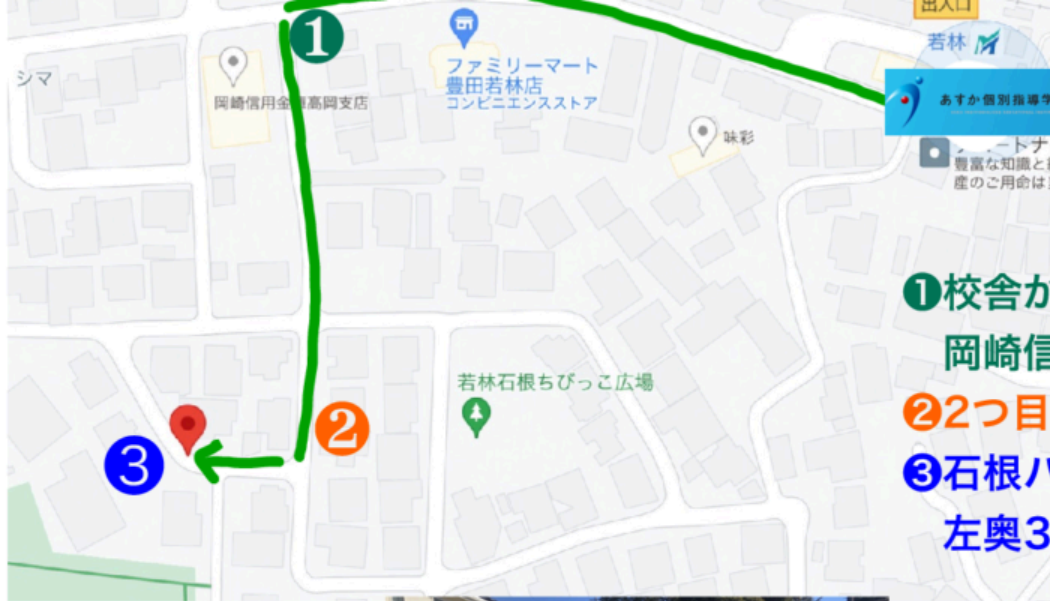 出入口
❶
若林
シマ
ファミリーマート
豊田若林店
コンビニエンスストア
岡崎信用金庫高岡支店
あすか個別指導学
味彩
豊富な知識と
産のご用命は
❶校舎か
岡崎信
若林石根ちびっこ広場
❷
❷2つ目
❸
❸石根ハ
左奥3